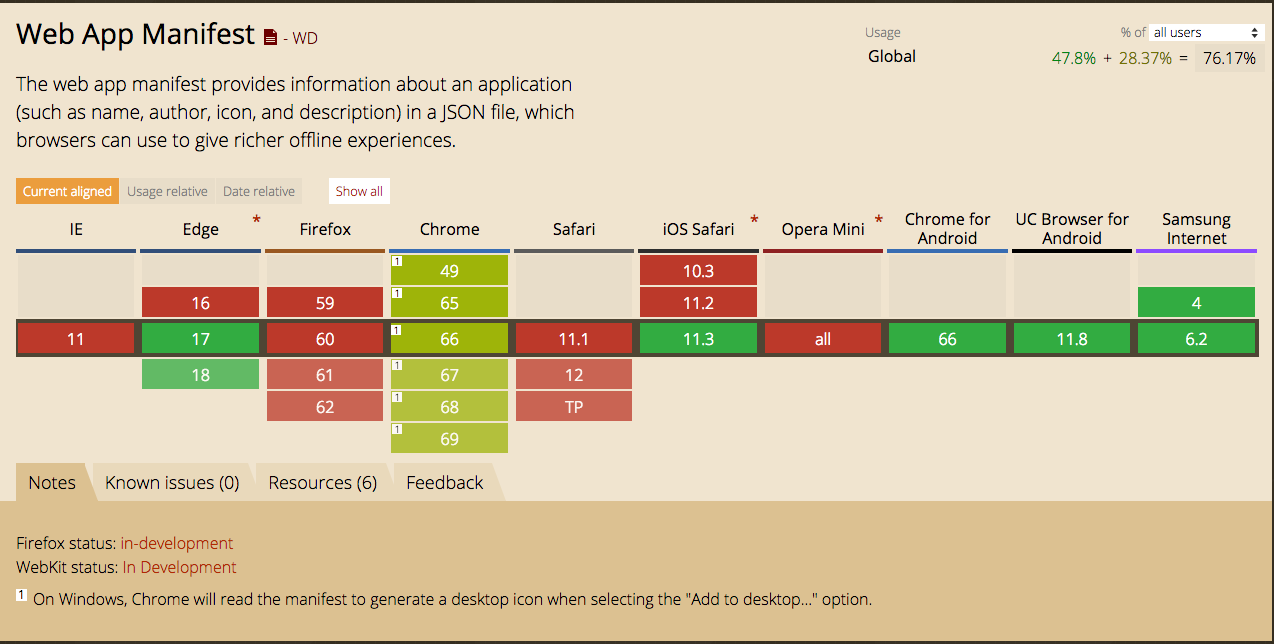 Web App Manifest - WD
Usage % of all users
Global 47.8% + 28.37% = 76.17%
The web app manifest provides information about an application
(such as name, author, icon, and description) in a JSON file, which
browsers can use to give richer offline experiences.
Current aligned Usage relative Date relative Show all
IE Edge * Firefox Chrome Safari iOS Safari * Opera Mini * Chrome for Android UC Browser for Android Samsung Internet
1 49 10.3
16 59 1 65 11.2 4
11 17 60 1 66 11.1 11.3 all 66 11.8 6.2
18 61 1 67 12
62 1 68 TP
1 69
Notes Known issues (0) Resources (6) Feedback
Firefox status: in-development
WebKit status: In Development
1 On Windows, Chrome will read the manifest to generate a desktop icon when selecting the "Add to desktop..." option.